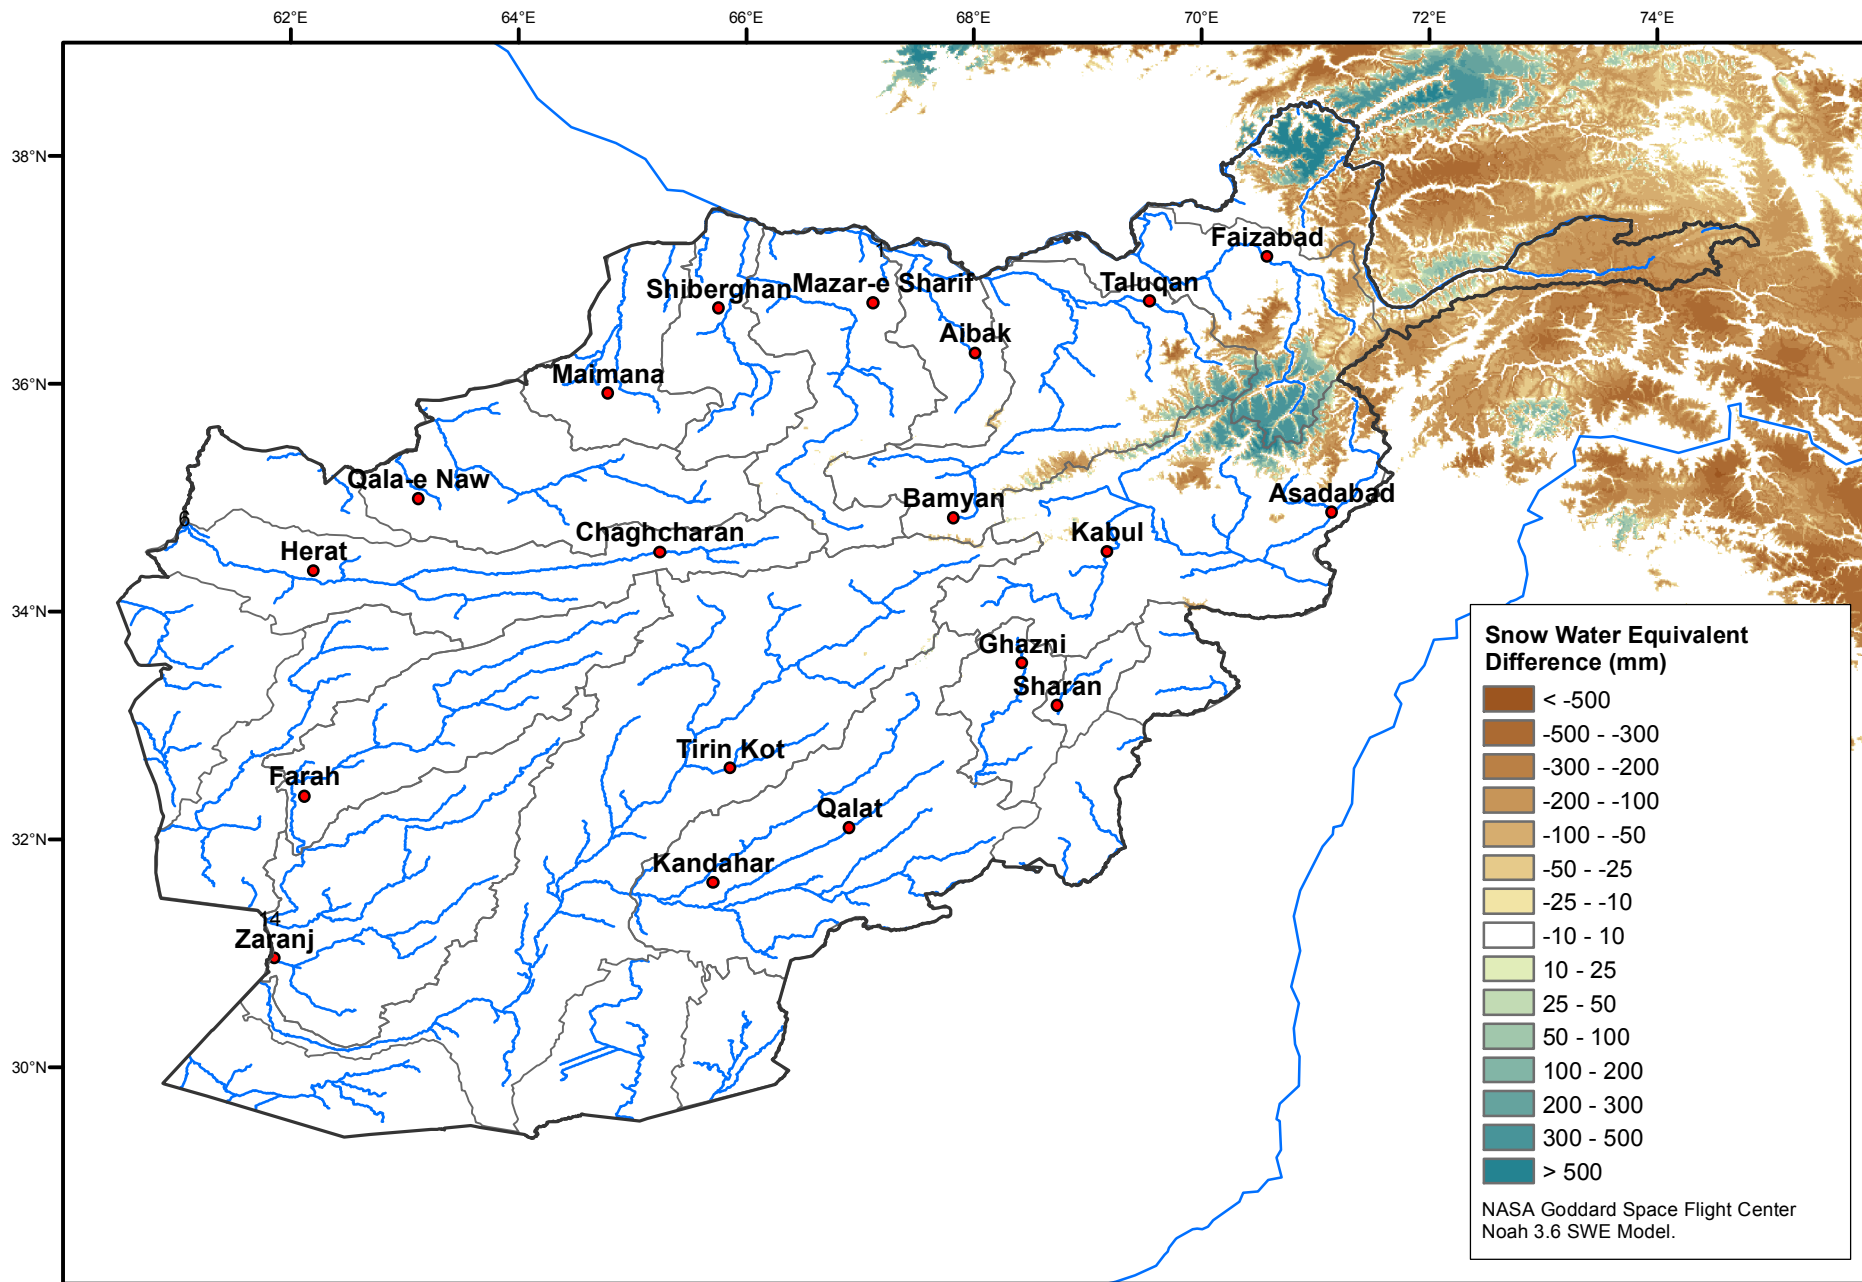 62°E 64°E 66°E 68°E 70°E 72°E 74°E
38°N
Faizabad
Shiberghan Mazar-e Sharif Taluqan
Aibak
36°N
Maimana
Qala-e Naw
Bamyan
Asadabad
6
Chaghcharan
Kabul
Herat
34°N
Ghazni
Sharan
Tirin Kot
Farah
Qalat
32°N
Kandahar
14
Zaranj
30°N
Snow Water Equivalent
Difference (mm)
< -500
-500 - -300
-300 - -200
-200 - -100
-100 - -50
-50 - -25
-25 - -10
-10 - 10
10 - 25
25 - 50
50 - 100
100 - 200
200 - 300
300 - 500
> 500
NASA Goddard Space Flight Center
Noah 3.6 SWE Model.